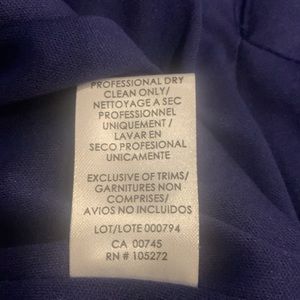 PROFESSIONAL DRY
CLEAN ONLY/
NETTOYAGE A SEC
PROFESSIONNEL
UNIQUEMENT /
LAVAR EN
SECO PROFESIONAL
UNICAMENTE
EXCLUSIVE OF TRIMS/
GARNITURES NON
COMPRISES/
AVIOS NO INCLUIDOS
LOT/LOTE 000794
CA 00745
RN # 105272